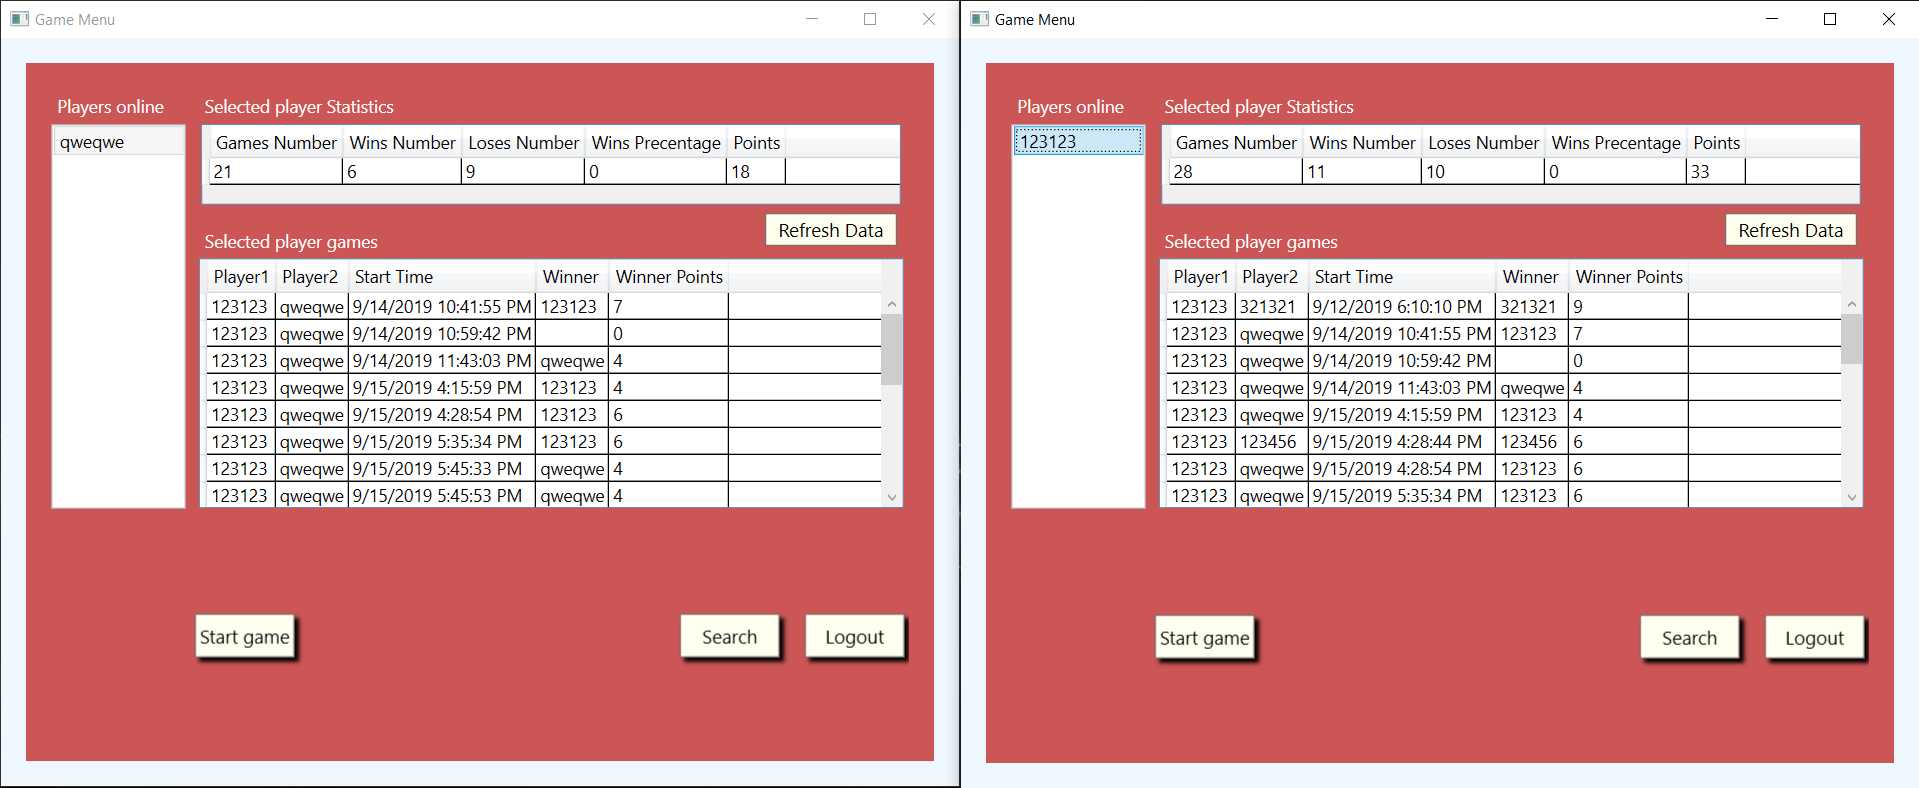 Game Menu
Players online
qweqwe
Selected player Statistics
Games Number Wins Number Loses Number Wins Precentage Points
21 6 9 0 18
Refresh Data
Selected player games
Player1 Player2 Start Time Winner Winner Points
123123 qweqwe 9/14/2019 10:41:55 PM 123123 7
123123 qweqwe 9/14/2019 10:59:42 PM 0
123123 qweqwe 9/14/2019 11:43:03 PM qweqwe 4
123123 qweqwe 9/15/2019 4:15:59 PM 123123 4
123123 qweqwe 9/15/2019 4:28:54 PM 123123 6
123123 qweqwe 9/15/2019 5:35:34 PM 123123 6
123123 qweqwe 9/15/2019 5:45:33 PM qweqwe 4
123123 qweqwe 9/15/2019 5:45:53 PM qweqwe 4
Start game Search Logout
Game Menu
Players online
123123
Selected player Statistics
Games Number Wins Number Loses Number Wins Precentage Points
28 11 10 0 33
Refresh Data
Selected player games
Player1 Player2 Start Time Winner Winner Points
123123 321321 9/12/2019 6:10:10 PM 321321 9
123123 qweqwe 9/14/2019 10:41:55 PM 123123 7
123123 qweqwe 9/14/2019 10:59:42 PM 0
123123 qweqwe 9/14/2019 11:43:03 PM qweqwe 4
123123 qweqwe 9/15/2019 4:15:59 PM 123123 4
123123 123456 9/15/2019 4:28:44 PM 123456 6
123123 qweqwe 9/15/2019 4:28:54 PM 123123 6
123123 qweqwe 9/15/2019 5:35:34 PM 123123 6
Start game Search Logout